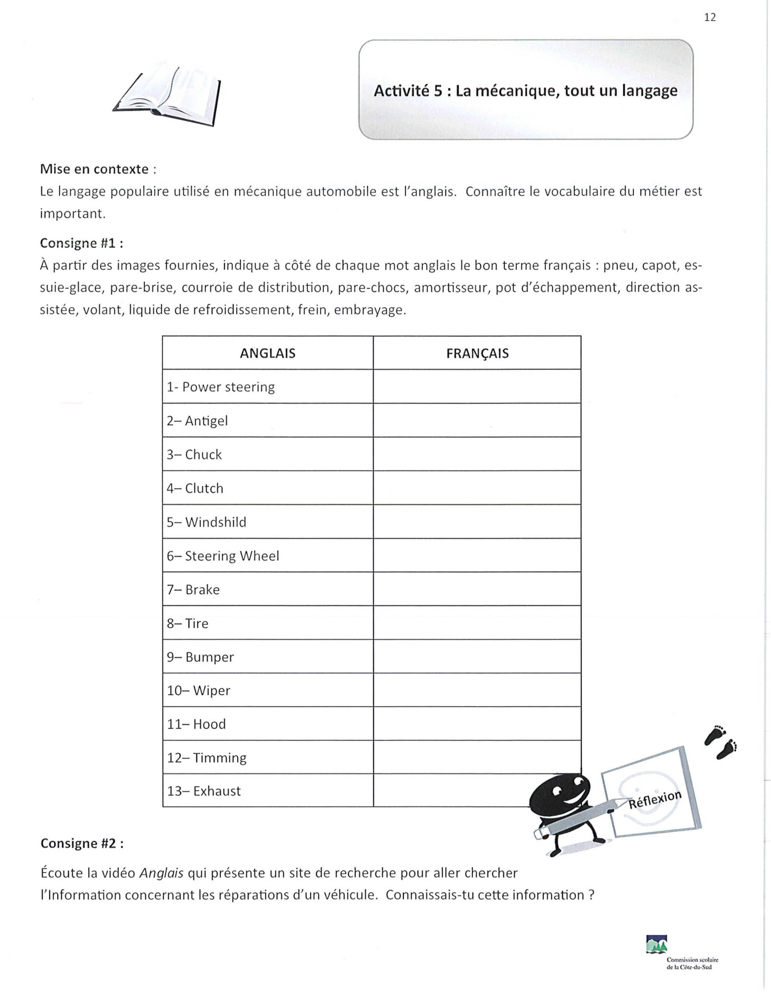 12
Activité 5 : La mécanique, tout un langage
Mise en contexte :
Le langage populaire utilisé en mécanique automobile est l'anglais. Connaître le vocabulaire du métier est
important.
Consigne #1 :
À partir des images fournies, indique à côté de chaque mot anglais le bon terme français : pneu, capot, es-
suie-glace, pare-brise, courroie de distribution, pare-chocs, amortisseur, pot d'échappement, direction as-
sistée, volant, liquide de refroidissement, frein, embrayage.
ANGLAIS FRANÇAIS
1- Power steering
2– Antigel
3– Chuck
4– Clutch
5– Windshild
6– Steering Wheel
7– Brake
8– Tire
9– Bumper
10– Wiper
11– Hood
12– Timming
13– Exhaust
Réflexion
Consigne #2 :
Écoute la vidéo Anglais qui présente un site de recherche pour aller chercher
l'Information concernant les réparations d'un véhicule. Connaissais-tu cette information ?
Commission scolaire
de la Côte-du-Sud